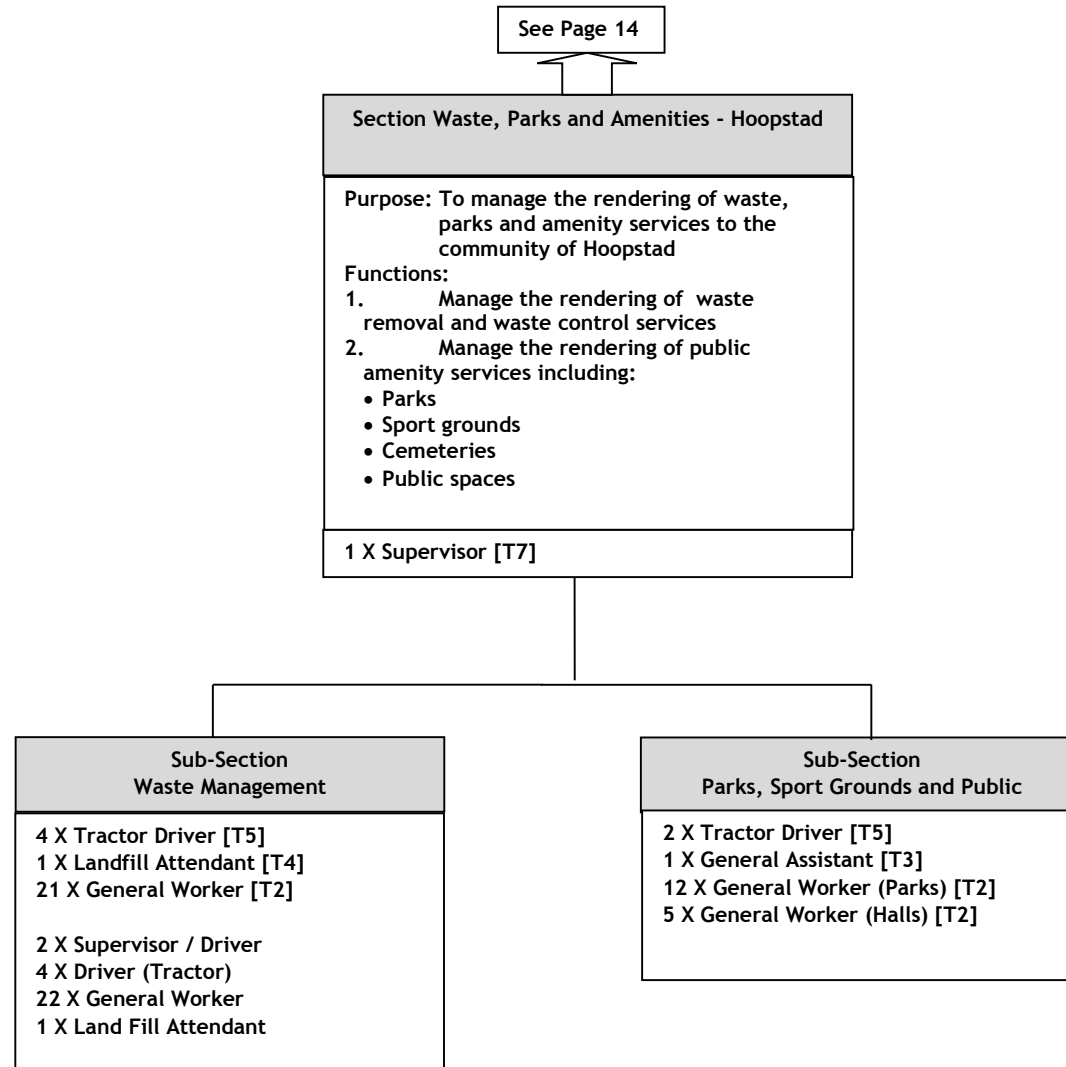 See Page 14
Section Waste, Parks and Amenities - Hoopstad
Purpose: To manage the rendering of waste,
parks and amenity services to the
community of Hoopstad
Functions:
1. Manage the rendering of waste
removal and waste control services
2. Manage the rendering of public
amenity services including:
• Parks
• Sport grounds
• Cemeteries
• Public spaces
1 X Supervisor [T7]
Sub-Section
Waste Management
4 X Tractor Driver [T5]
1 X Landfill Attendant [T4]
21 X General Worker [T2]
2 X Supervisor / Driver
4 X Driver (Tractor)
22 X General Worker
1 X Land Fill Attendant
Sub-Section
Parks, Sport Grounds and Public
2 X Tractor Driver [T5]
1 X General Assistant [T3]
12 X General Worker (Parks) [T2]
5 X General Worker (Halls) [T2]